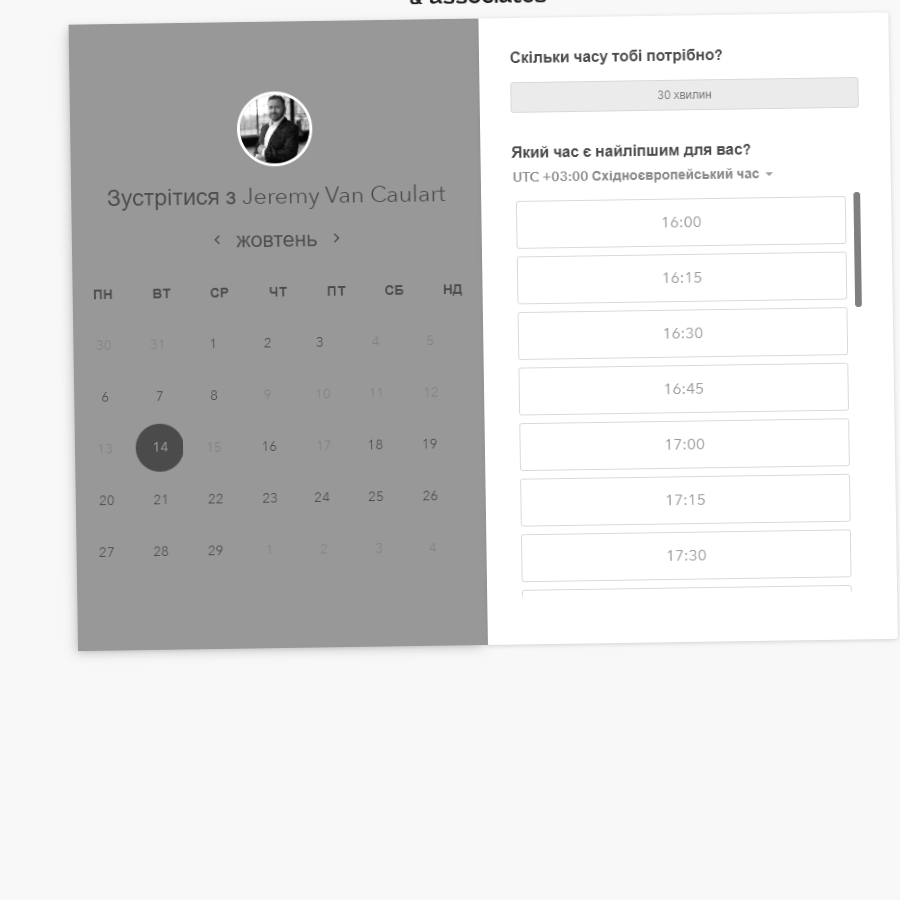 & associates
Зустрітися з Jeremy Van Caulart
жовтень
ПН ВТ СР ЧТ ПТ СБ НД
30 31 1 2 3 4 5
6 7 8 9 10 11 12
13 14 15 16 17 18 19
20 21 22 23 24 25 26
27 28 29 1 2 3 4
Скільки часу тобі потрібно?
30 хвилин
Який час є найліпшим для вас?
UTC +03:00 Східноєвропейський час
16:00
16:15
16:30
16:45
17:00
17:15
17:30